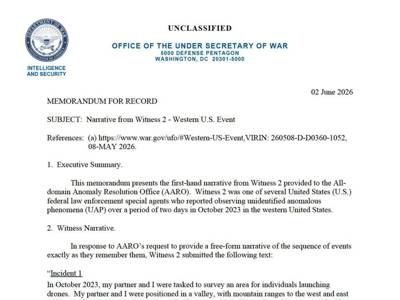 UNCLASSIFIED
OFFICE OF THE UNDER SECRETARY OF WAR
5000 DEFENSE PENTAGON
WASHINGTON, DC 20301-5000
INTELLIGENCE
AND SECURITY
02 June 2026
MEMORANDUM FOR RECORD
SUBJECT: Narrative from Witness 2 - Western U.S. Event
References: (a) https://www.war.gov/ufo/#Western-US-Event,VIRIN: 260508-D-D0360-1052,
08-MAY 2026.
1. Executive Summary.
This memorandum presents the first-hand narrative from Witness 2 provided to the All-
domain Anomaly Resolution Office (AARO). Witness 2 was one of several United States (U.S.)
federal law enforcement special agents who reported observing unidentified anomalous
phenomena (UAP) over a period of two days in October 2023 in the western United States.
2. Witness Narrative.
In response to AARO's request to provide a free-form narrative of the sequence of events
exactly as they remember them, Witness 2 submitted the following text:
"Incident 1
In October 2023, my partner and I were tasked to survey an area for individuals launching
drones. My partner and I were positioned in a valley, with mountain ranges to the west and east